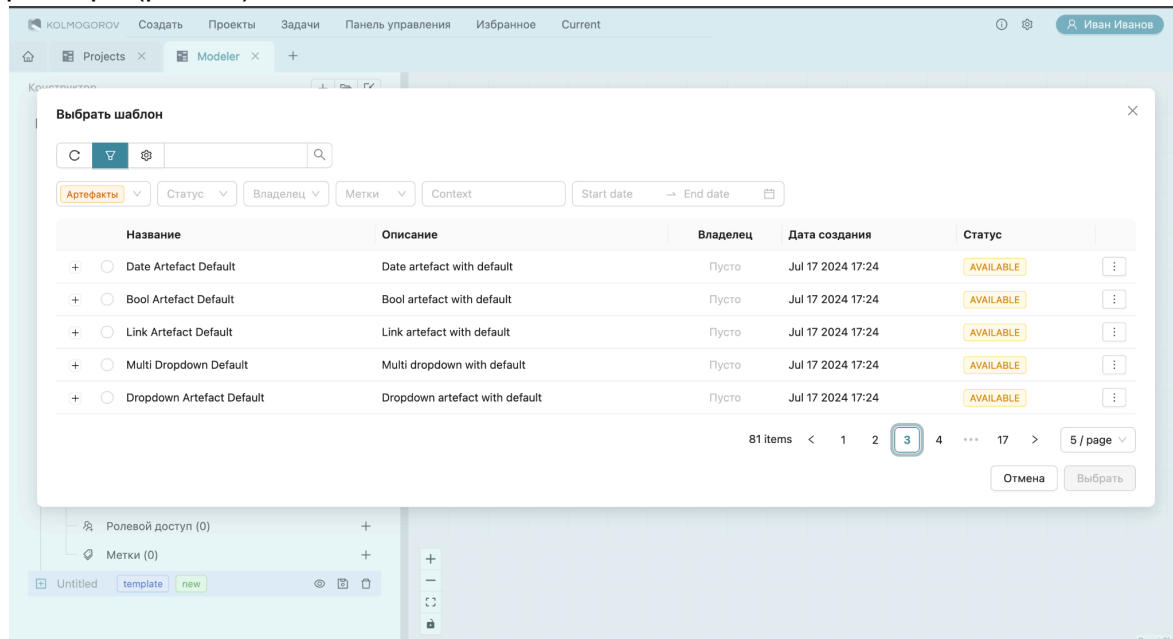 KOLMOGOROV Создать Проекты Задачи Панель управления Избранное Current Иван Иванов
Projects Modeler
Конструктор
Выбрать шаблон
Артефакты Статус Владелец Метки Context Start date → End date
Название Описание Владелец Дата создания Статус
Date Artefact Default Date artefact with default Пусто Jul 17 2024 17:24 AVAILABLE
Bool Artefact Default Bool artefact with default Пусто Jul 17 2024 17:24 AVAILABLE
Link Artefact Default Link artefact with default Пусто Jul 17 2024 17:24 AVAILABLE
Multi Dropdown Default Multi dropdown with default Пусто Jul 17 2024 17:24 AVAILABLE
Dropdown Artefact Default Dropdown artefact with default Пусто Jul 17 2024 17:24 AVAILABLE
81 items < 1 2 3 4 ••• 17 > 5 / page
Отмена Выбрать
Ролевой доступ (0) +
Метки (0) +
Untitled template new